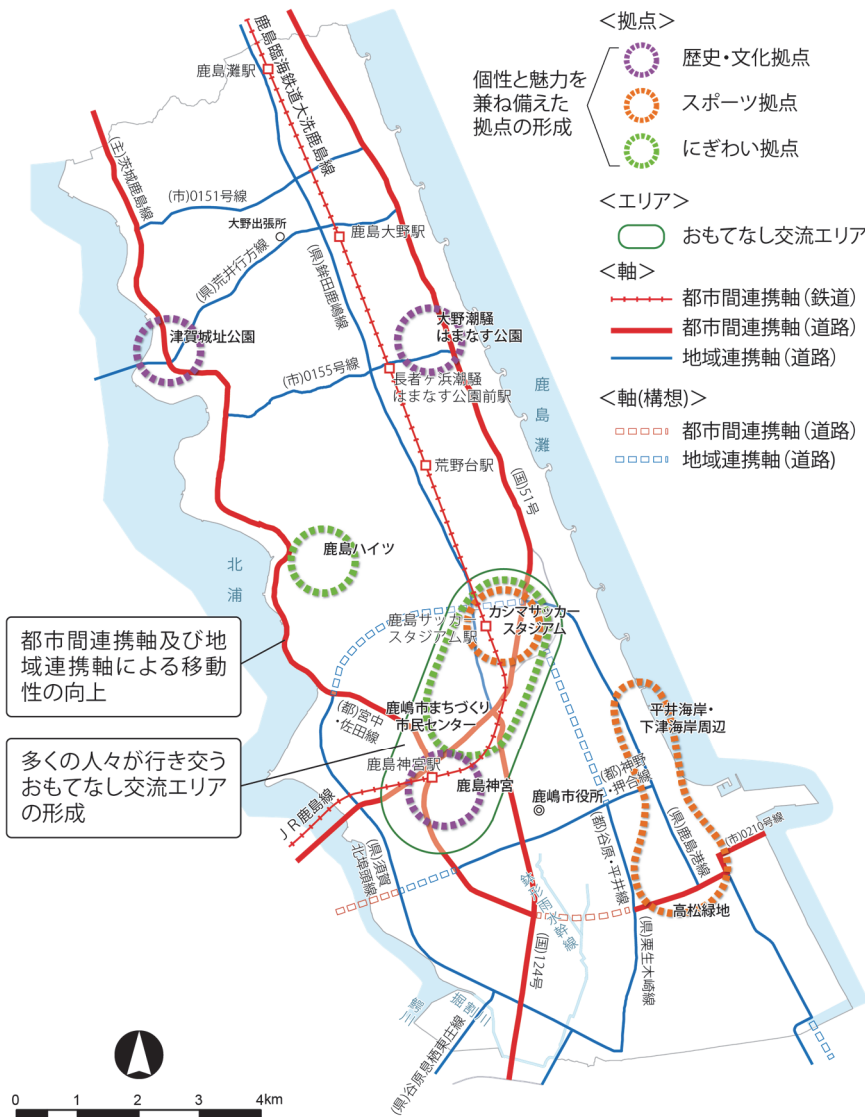 ＜拠点＞
個性と魅力を
兼ね備えた
拠点の形成
歴史・文化拠点
スポーツ拠点
にぎわい拠点
＜エリア＞
おもてなし交流エリア
＜軸＞
都市間連携軸（鉄道）
都市間連携軸（道路）
地域連携軸（道路）
＜軸(構想)＞
都市間連携軸（道路）
地域連携軸（道路）
鹿島臨海鉄道大洗鹿島線
鹿島灘駅
(主)茨城鹿島線
(市)0151号線
大野出張所
鹿島大野駅
(県)荒井行方線
(県)鉾田鹿嶋線
津賀城址公園
大野潮騒
はまなす公園
(市)0155号線
長者ヶ浜潮騒
はまなす公園前駅
鹿島灘
荒野台駅
(国)51号
北浦
鹿島ハイツ
カシマサッカー
スタジアム
鹿島サッカー
スタジアム駅
都市間連携軸及び地
域連携軸による移動
性の向上
平井海岸・
下津海岸周辺
(都)宮中
・佐田線
鹿嶋市まちづくり
市民センター
多くの人々が行き交う
おもてなし交流エリア
の形成
鹿島神宮駅
鹿島神宮
ＪＲ鹿島線
鹿嶋市役所
(都)神野
・押合線
(都)谷原・平井線
(県)鹿島港線
(市)0210号線
(県)須賀
北埠頭線
高松緑地
(国)124号
(県)粟生木崎線
(県)谷原息栖東庄線
0 1 2 3 4km